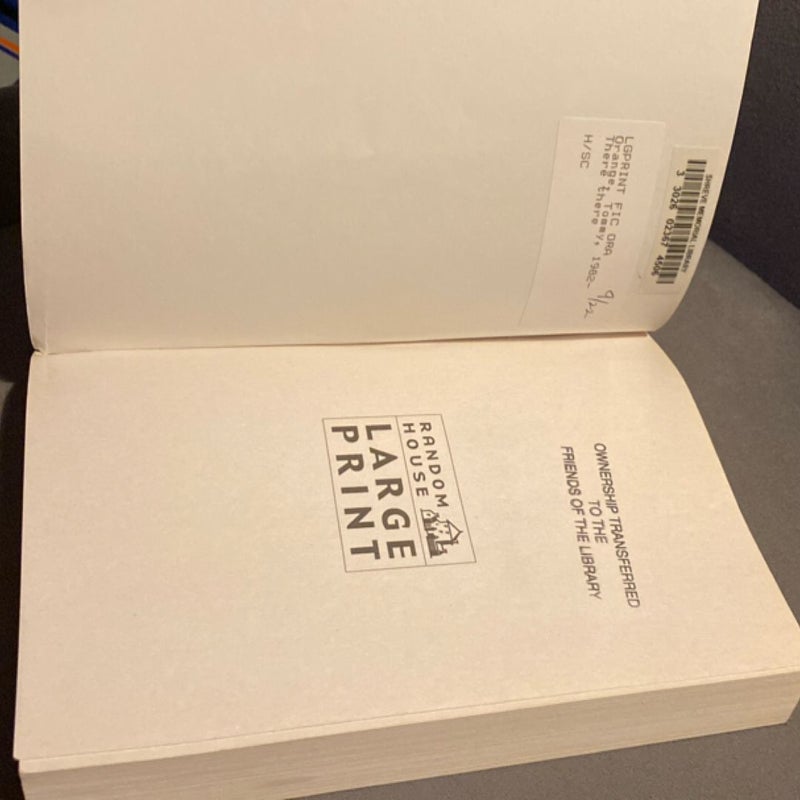 SHREVE MEMORIAL LIBRARY
3 3026 02367 4506
LGPRINT FIC ORA
Orange, Tommy, 1982-
There there
H/SC
9/22
OWNERSHIP TRANSFERRED
TO THE
FRIENDS OF THE LIBRARY
RANDOM
HOUSE
LARGE
PRINT